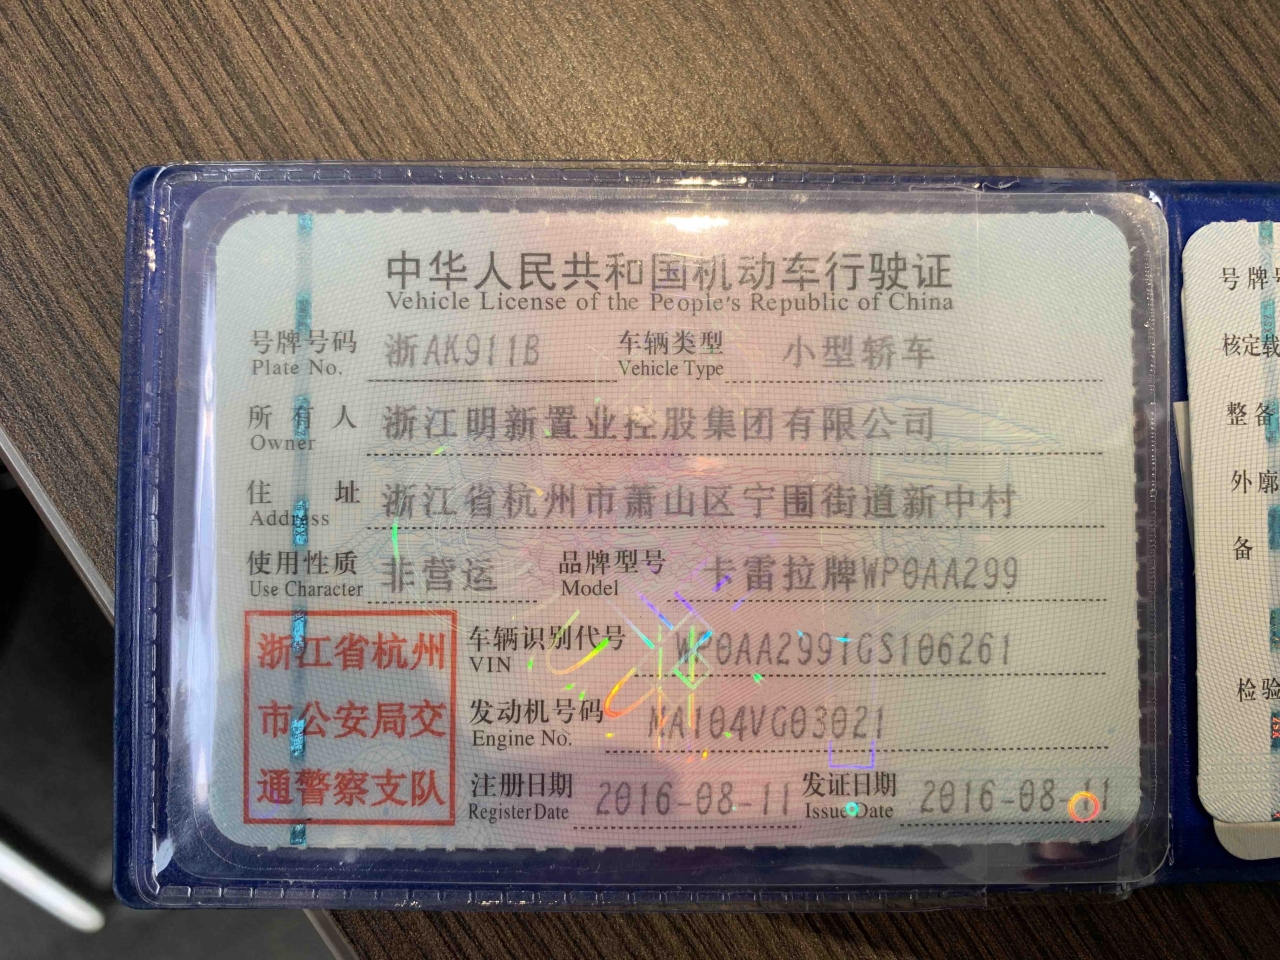 中华人民共和国机动车行驶证
Vehicle License of the People's Republic of China
号牌号码 浙AK911B 车辆类型 小型轿车
Plate No. Vehicle Type
所有人 浙江明新置业控股集团有限公司
Owner
住址 浙江省杭州市萧山区宁围街道新中村
Address
使用性质 非营运 品牌型号 卡雷拉牌WP0AA299
Use Character Model
车辆识别代号 WP0AA2991GS106261
VIN
发动机号码 MA104VG03021
Engine No.
注册日期 2016-08-11 发证日期 2016-08-11
Register Date Issue Date
浙江省杭州
市公安局交
通警察支队
号牌号
核定载
整备
外廓
备
检验